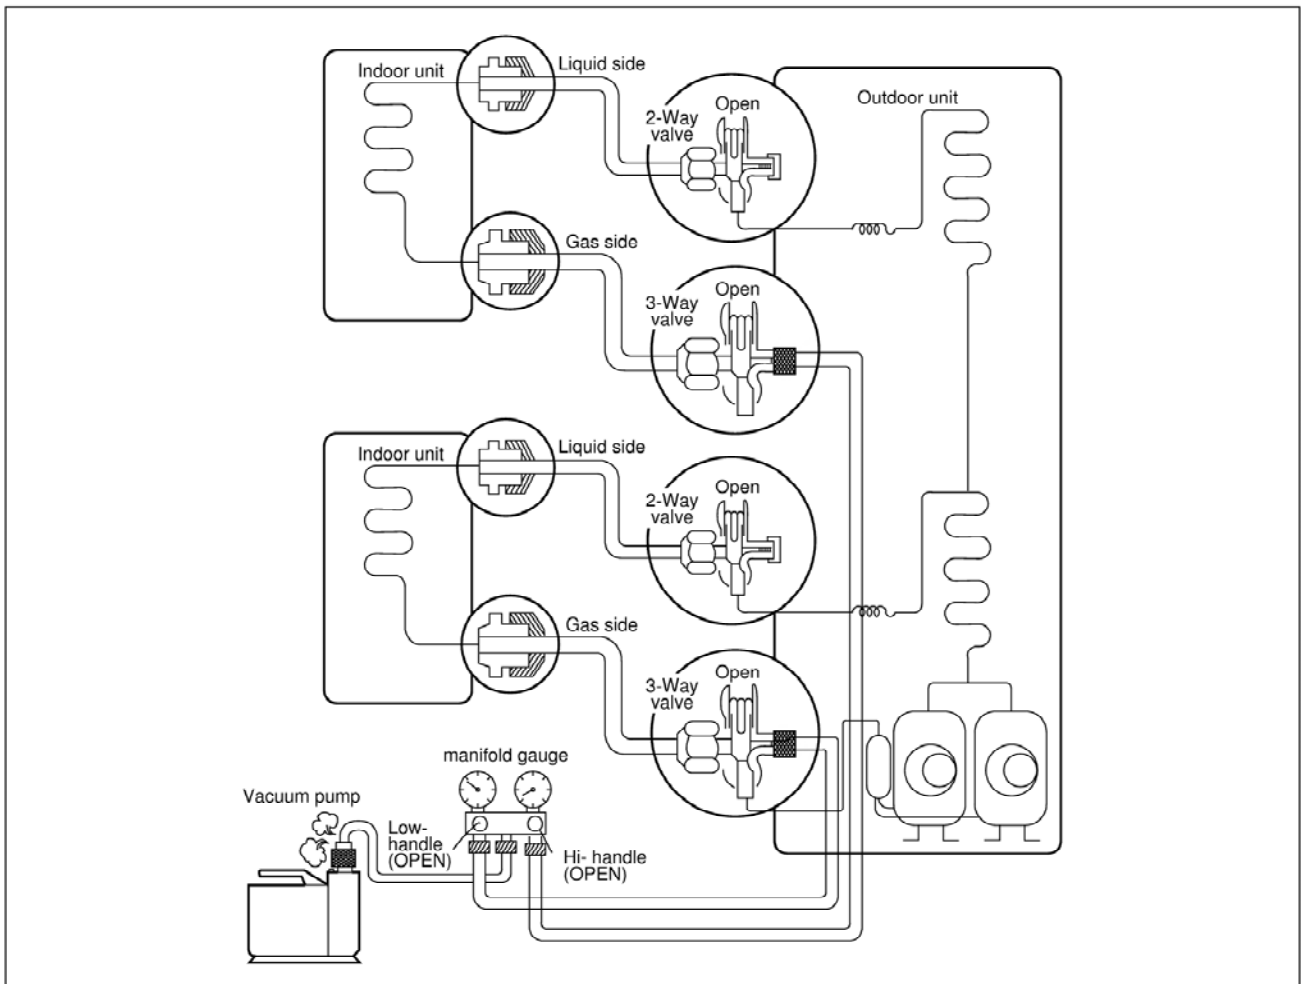 Indoor unit
Liquid side
2-Way
valve
Open
Outdoor unit
Gas side
3-Way
valve
Open
Indoor unit
Liquid side
2-Way
valve
Open
Gas side
3-Way
valve
Open
manifold gauge
Vacuum pump
Low-
handle
(OPEN)
Hi- handle
(OPEN)